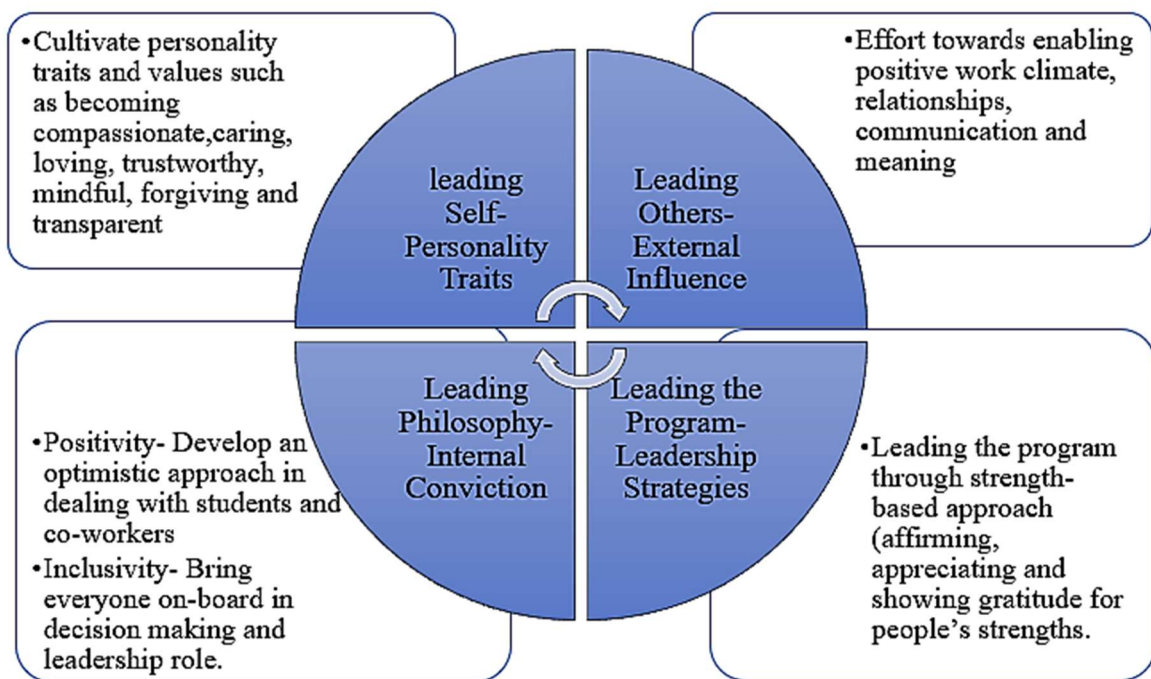 •Cultivate personality
traits and values such
as becoming
compassionate,caring,
loving, trustworthy,
mindful, forgiving and
transparent
leading
Self-
Personality
Traits
Leading
Others-
External
Influence
•Effort towards enabling
positive work climate,
relationships,
communication and
meaning
•Positivity- Develop an
optimistic approach in
dealing with students and
co-workers
•Inclusivity- Bring
everyone on-board in
decision making and
leadership role.
Leading
Philosophy-
Internal
Conviction
Leading the
Program-
Leadership
Strategies
•Leading the program
through strength-
based approach
(affirming,
appreciating and
showing gratitude for
people’s strengths.